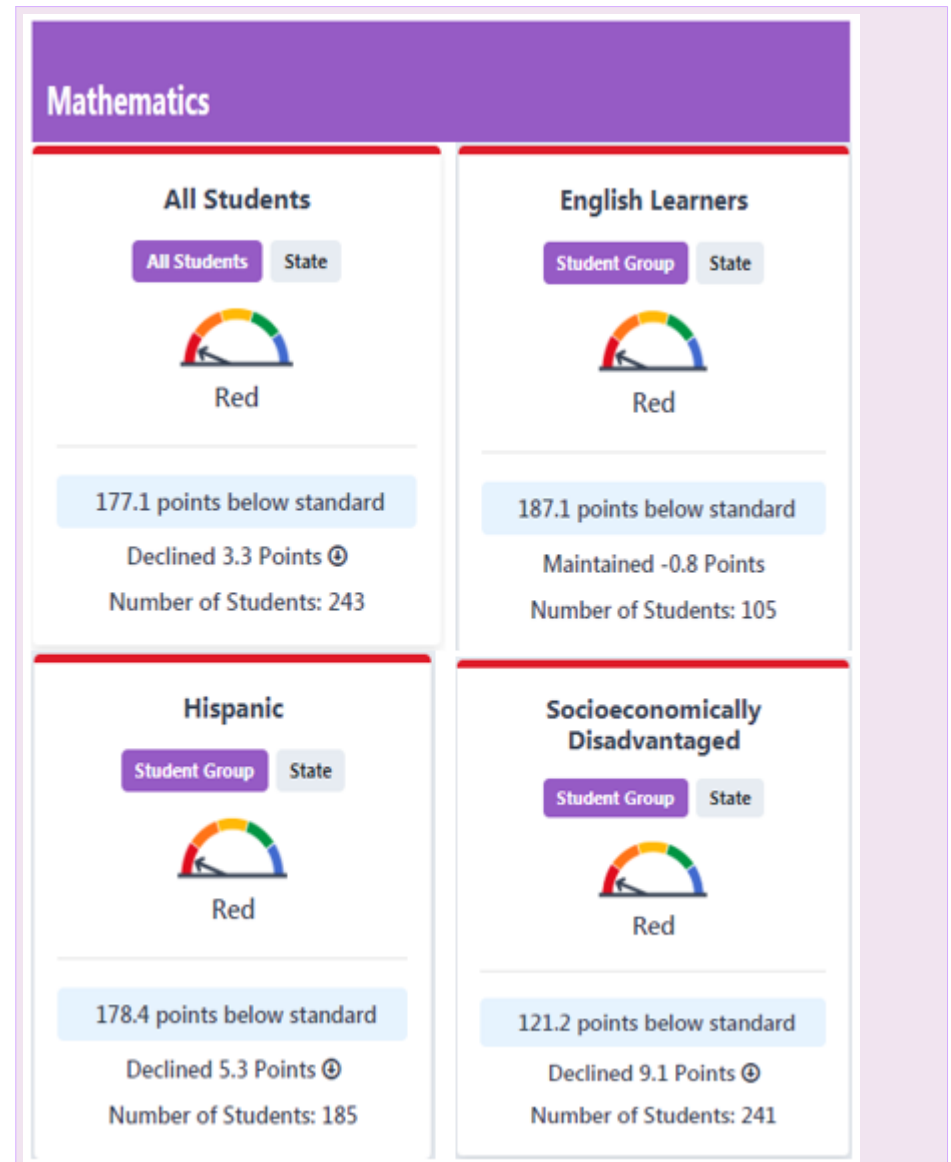 Mathematics
All Students
All Students State
Red
177.1 points below standard
Declined 3.3 Points
Number of Students: 243
English Learners
Student Group State
Red
187.1 points below standard
Maintained -0.8 Points
Number of Students: 105
Hispanic
Student Group State
Red
178.4 points below standard
Declined 5.3 Points
Number of Students: 185
Socioeconomically
Disadvantaged
Student Group State
Red
121.2 points below standard
Declined 9.1 Points
Number of Students: 241